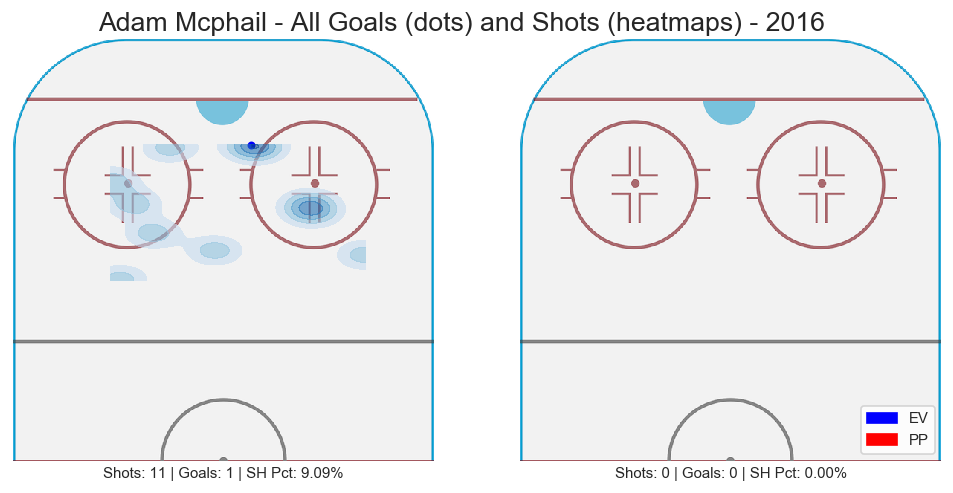 Adam Mcphail - All Goals (dots) and Shots (heatmaps) - 2016
EV
PP
Shots: 11 | Goals: 1 | SH Pct: 9.09%
Shots: 0 | Goals: 0 | SH Pct: 0.00%